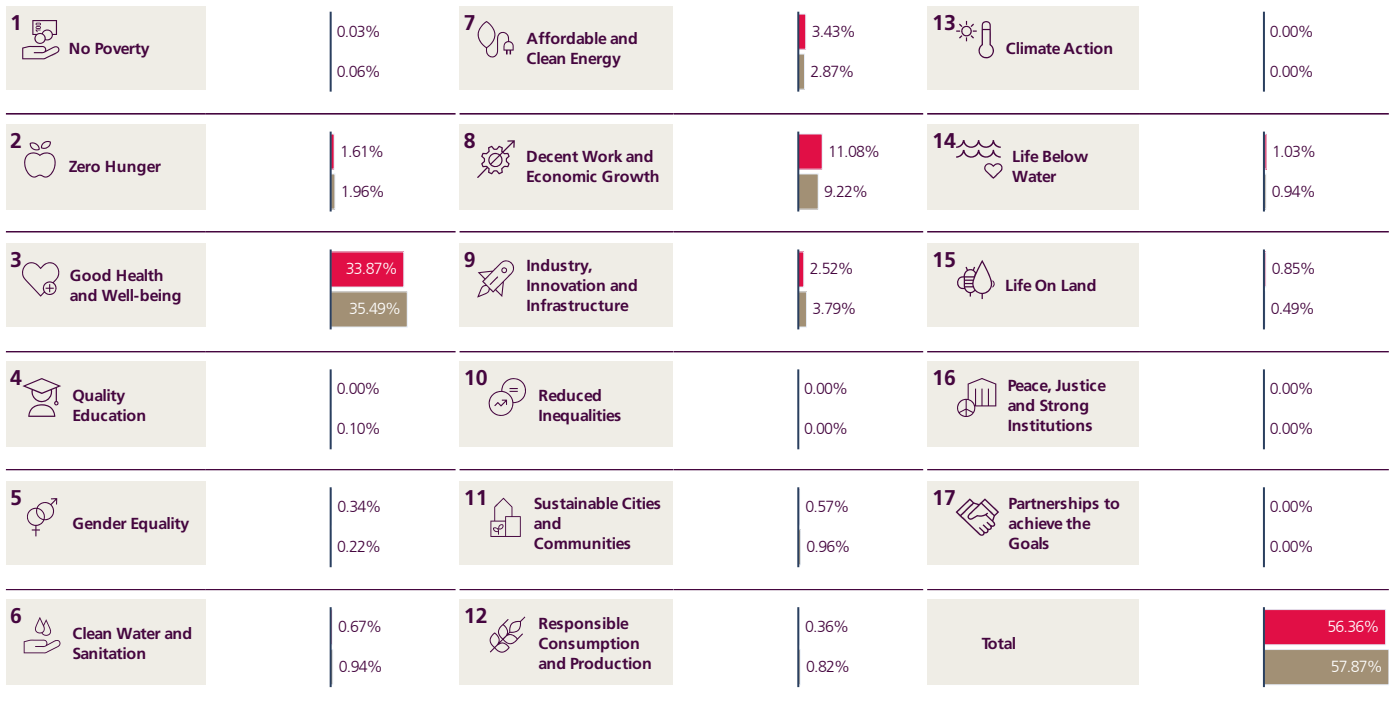 1
No Poverty
0.03%
0.06%
2
Zero Hunger
1.61%
1.96%
3
Good Health
and Well-being
33.87%
35.49%
4
Quality
Education
0.00%
0.10%
5
Gender Equality
0.34%
0.22%
6
Clean Water and
Sanitation
0.67%
0.94%
7
Affordable and
Clean Energy
3.43%
2.87%
8
Decent Work and
Economic Growth
11.08%
9.22%
9
Industry,
Innovation and
Infrastructure
2.52%
3.79%
10
Reduced
Inequalities
0.00%
0.00%
11
Sustainable Cities
and
Communities
0.57%
0.96%
12
Responsible
Consumption
and Production
0.36%
0.82%
13
Climate Action
0.00%
0.00%
14
Life Below
Water
1.03%
0.94%
15
Life On Land
0.85%
0.49%
16
Peace, Justice
and Strong
Institutions
0.00%
0.00%
17
Partnerships to
achieve the
Goals
0.00%
0.00%
Total
56.36%
57.87%